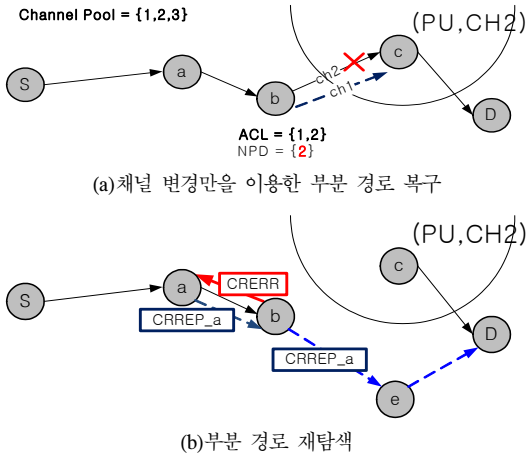 Channel Pool = {1,2,3}
(PU,CH2)
S
a
b
c
D
ch2
ch1
ACL = {1,2}
NPD = {2}
(a)채널 변경만을 이용한 부분 경로 복구
(PU,CH2)
S
a
CRERR
c
b
CRREP_a
D
CRREP_a
e
(b)부분 경로 재탐색